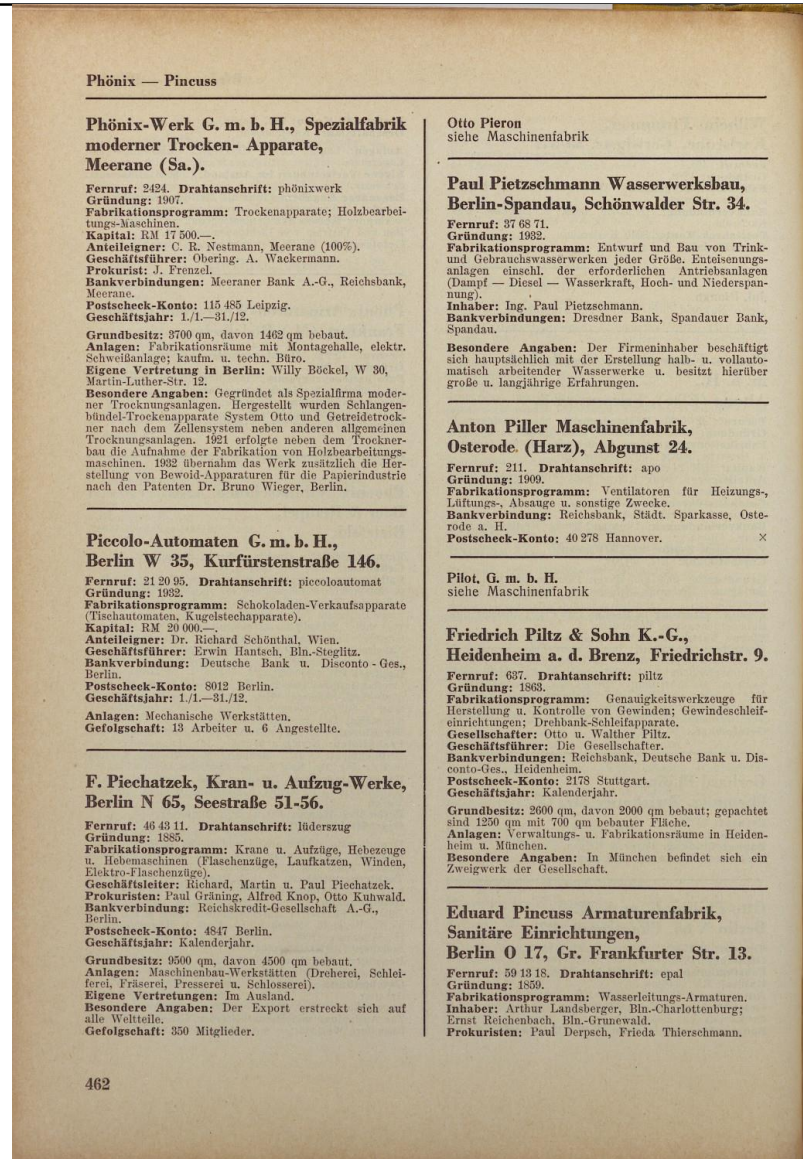 Phönix — Pincuss
Phönix-Werk G. m. b. H., Spezialfabrik
moderner Trocken- Apparate,
Meerane (Sa.).
Fernruf: 2424. Drahtanschrift: phönixwerk
Gründung: 1907.
Fabrikationsprogramm: Trockenapparate; Holzbearbei-
tungs-Maschinen.
Kapital: RM 17 500.—.
Anteileigner: C. R. Nestmann, Meerane (100%).
Geschäftsführer: Obering. A. Wackermann.
Prokurist: J. Frenzel.
Bankverbindungen: Meeraner Bank A.-G., Reichsbank,
Meerane.
Postscheck-Konto: 115 485 Leipzig.
Geschäftsjahr: 1./1.—31./12.
Grundbesitz: 3700 qm, davon 1462 qm bebaut.
Anlagen: Fabrikationsräume mit Montagehalle, elektr.
Schweißanlage; kaufm. u. techn. Büro.
Eigene Vertretung in Berlin: Willy Böckel, W 30,
Martin-Luther-Str. 12.
Besondere Angaben: Gegründet als Spezialfirma moder-
ner Trocknungsanlagen. Hergestellt wurden Schlangen-
bündel-Trockenapparate System Otto und Getreidetrock-
ner nach dem Zellensystem neben anderen allgemeinen
Trocknungsanlagen. 1921 erfolgte neben dem Trockner-
bau die Aufnahme der Fabrikation von Holzbearbeitungs-
maschinen. 1932 übernahm das Werk zusätzlich die Her-
stellung von Bewoid-Apparaturen für die Papierindustrie
nach den Patenten Dr. Bruno Wieger, Berlin.
Piccolo-Automaten G. m. b. H.,
Berlin W 35, Kurfürstenstraße 146.
Fernruf: 21 20 95. Drahtanschrift: piccoloautomat
Gründung: 1932.
Fabrikationsprogramm: Schokoladen-Verkaufsapparate
(Tischautomaten, Kugelstechapparate).
Kapital: RM 20 000.—.
Anteileigner: Dr. Richard Schönthal, Wien.
Geschäftsführer: Erwin Hantsch, Bln.-Steglitz.
Bankverbindung: Deutsche Bank u. Disconto - Ges.,
Berlin.
Postscheck-Konto: 8012 Berlin.
Geschäftsjahr: 1./1.—31./12.
Anlagen: Mechanische Werkstätten.
Gefolgschaft: 13 Arbeiter u. 6 Angestellte.
F. Piechatzek, Kran- u. Aufzug-Werke,
Berlin N 65, Seestraße 51-56.
Fernruf: 46 43 11. Drahtanschrift: lüderszug
Gründung: 1885.
Fabrikationsprogramm: Krane u. Aufzüge, Hebezeuge
u. Hebemaschinen (Flaschenzüge, Laufkatzen, Winden,
Elektro-Flaschenzüge).
Geschäftsleiter: Richard, Martin u. Paul Piechatzek.
Prokuristen: Paul Gräning, Alfred Knop, Otto Kuhwald.
Bankverbindung: Reichskredit-Gesellschaft A.-G.,
Berlin.
Postscheck-Konto: 4847 Berlin.
Geschäftsjahr: Kalenderjahr.
Grundbesitz: 9500 qm, davon 4500 qm bebaut.
Anlagen: Maschinenbau-Werkstätten (Dreherei, Schlei-
ferei, Fräserei, Presserei u. Schlosserei).
Eigene Vertretungen: Im Ausland.
Besondere Angaben: Der Export erstreckt sich auf
alle Weltteile.
Gefolgschaft: 350 Mitglieder.
462
Otto Pieron
siehe Maschinenfabrik
Paul Pietzschmann Wasserwerksbau,
Berlin-Spandau, Schönwalder Str. 34.
Fernruf: 37 68 71.
Gründung: 1932.
Fabrikationsprogramm: Entwurf und Bau von Trink-
und Gebrauchswasserwerken jeder Größe. Enteisenungs-
anlagen einschl. der erforderlichen Antriebsanlagen
(Dampf — Diesel — Wasserkraft, Hoch- und Niederspan-
nung).
Inhaber: Ing. Paul Pietzschmann.
Bankverbindungen: Dresdner Bank, Spandauer Bank,
Spandau.
Besondere Angaben: Der Firmeninhaber beschäftigt
sich hauptsächlich mit der Erstellung halb- u. vollauto-
matisch arbeitender Wasserwerke u. besitzt hierüber
große u. langjährige Erfahrungen.
Anton Piller Maschinenfabrik,
Osterode (Harz), Abgunst 24.
Fernruf: 211. Drahtanschrift: apo
Gründung: 1909.
Fabrikationsprogramm: Ventilatoren für Heizungs-,
Lüftungs-, Absauge u. sonstige Zwecke.
Bankverbindung: Reichsbank, Städt. Sparkasse, Oste-
rode a. H.
Postscheck-Konto: 40 278 Hannover. ×
Pilot, G. m. b. H.
siehe Maschinenfabrik
Friedrich Piltz & Sohn K.-G.,
Heidenheim a. d. Brenz, Friedrichstr. 9.
Fernruf: 637. Drahtanschrift: piltz
Gründung: 1863.
Fabrikationsprogramm: Genauigkeitswerkzeuge für
Herstellung u. Kontrolle von Gewinden; Gewindeschleif-
einrichtungen; Drehbank-Schleifapparate.
Gesellschafter: Otto u. Walther Piltz.
Geschäftsführer: Die Gesellschafter.
Bankverbindungen: Reichsbank, Deutsche Bank u. Dis-
conto-Ges., Heidenheim.
Postscheck-Konto: 2178 Stuttgart.
Geschäftsjahr: Kalenderjahr.
Grundbesitz: 2600 qm, davon 2000 qm bebaut; gepachtet
sind 1250 qm mit 700 qm bebauter Fläche.
Anlagen: Verwaltungs- u. Fabrikationsräume in Heiden-
heim u. München.
Besondere Angaben: In München befindet sich ein
Zweigwerk der Gesellschaft.
Eduard Pincuss Armaturenfabrik,
Sanitäre Einrichtungen,
Berlin O 17, Gr. Frankfurter Str. 13.
Fernruf: 59 13 18. Drahtanschrift: epal
Gründung: 1859.
Fabrikationsprogramm: Wasserleitungs-Armaturen.
Inhaber: Arthur Landsberger, Bln.-Charlottenburg;
Ernst Reichenbach, Bln.-Grunewald.
Prokuristen: Paul Derpsch, Frieda Thierschmann.